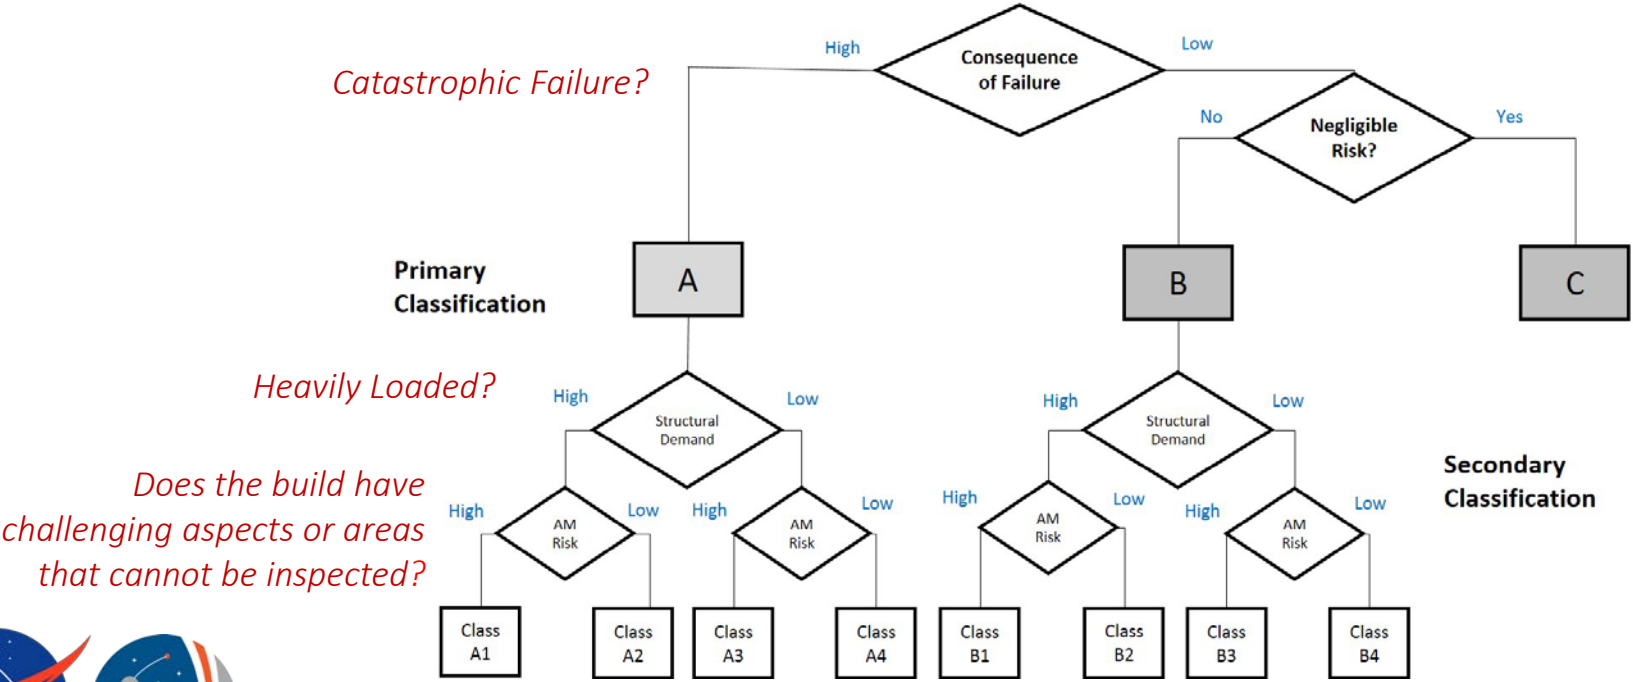 High
Consequence
of Failure
Low
Catastrophic Failure?
No
Negligible
Risk?
Yes
Primary
Classification
A
B
C
Heavily Loaded?
High
Structural
Demand
Low
High
Structural
Demand
Low
Secondary
Classification
Does the build have
challenging aspects or areas
that cannot be inspected?
High
AM
Risk
Low
High
AM
Risk
Low
High
AM
Risk
Low
High
AM
Risk
Low
Class
A1
Class
A2
Class
A3
Class
A4
Class
B1
Class
B2
Class
B3
Class
B4